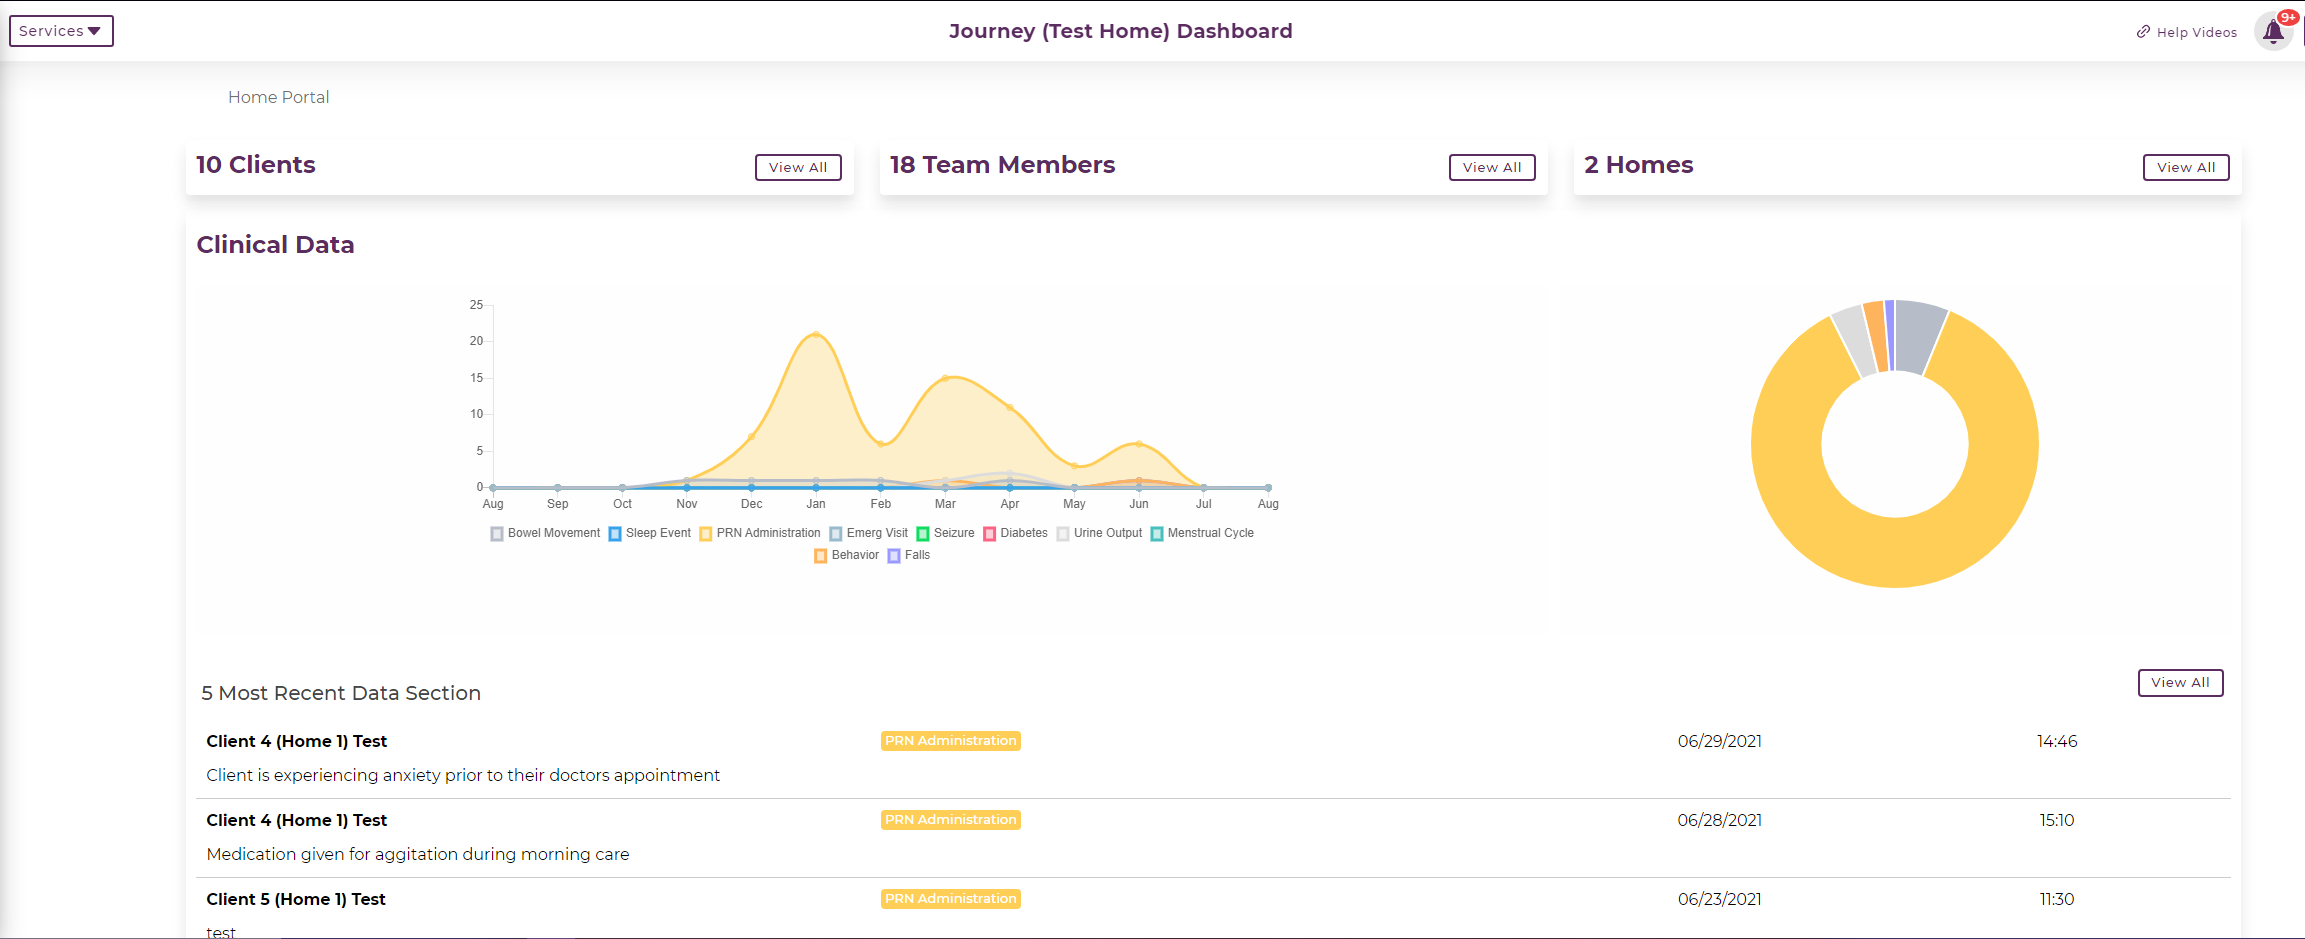 Services
Journey (Test Home) Dashboard
Help Videos
9+
Home Portal
10 Clients
View All
18 Team Members
View All
2 Homes
View All
Clinical Data
25
20
15
10
5
0
Aug Sep Oct Nov Dec Jan Feb Mar Apr May Jun Jul Aug
Bowel Movement Sleep Event PRN Administration Emerg Visit Seizure Diabetes Urine Output Menstrual Cycle
Behavior Falls
5 Most Recent Data Section
View All
Client 4 (Home 1) Test PRN Administration 06/29/2021 14:46
Client is experiencing anxiety prior to their doctors appointment
Client 4 (Home 1) Test PRN Administration 06/28/2021 15:10
Medication given for aggitation during morning care
Client 5 (Home 1) Test PRN Administration 06/23/2021 11:30
test